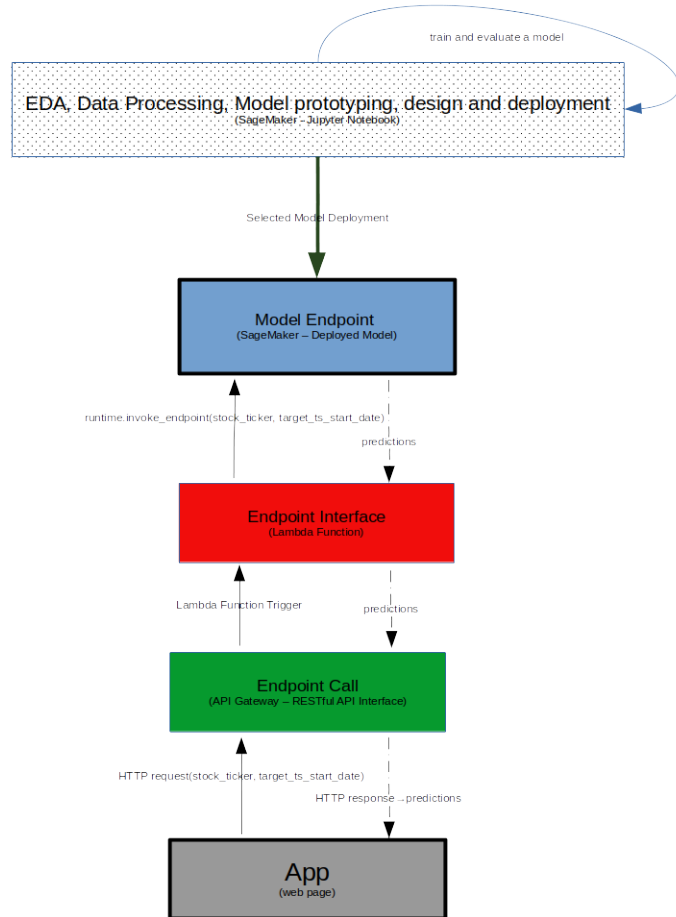 train and evaluate a model
EDA, Data Processing, Model prototyping, design and deployment
(SageMaker - Jupyter Notebook)
Selected Model Deployment
Model Endpoint
(SageMaker – Deployed Model)
runtime.invoke_endpoint(stock_ticker, target_ts_start_date)
predictions
Endpoint Interface
(Lambda Function)
Lambda Function Trigger
predictions
Endpoint Call
(API Gateway – RESTful API Interface)
HTTP request(stock_ticker, target_ts_start_date)
HTTP response→predictions
App
(web page)